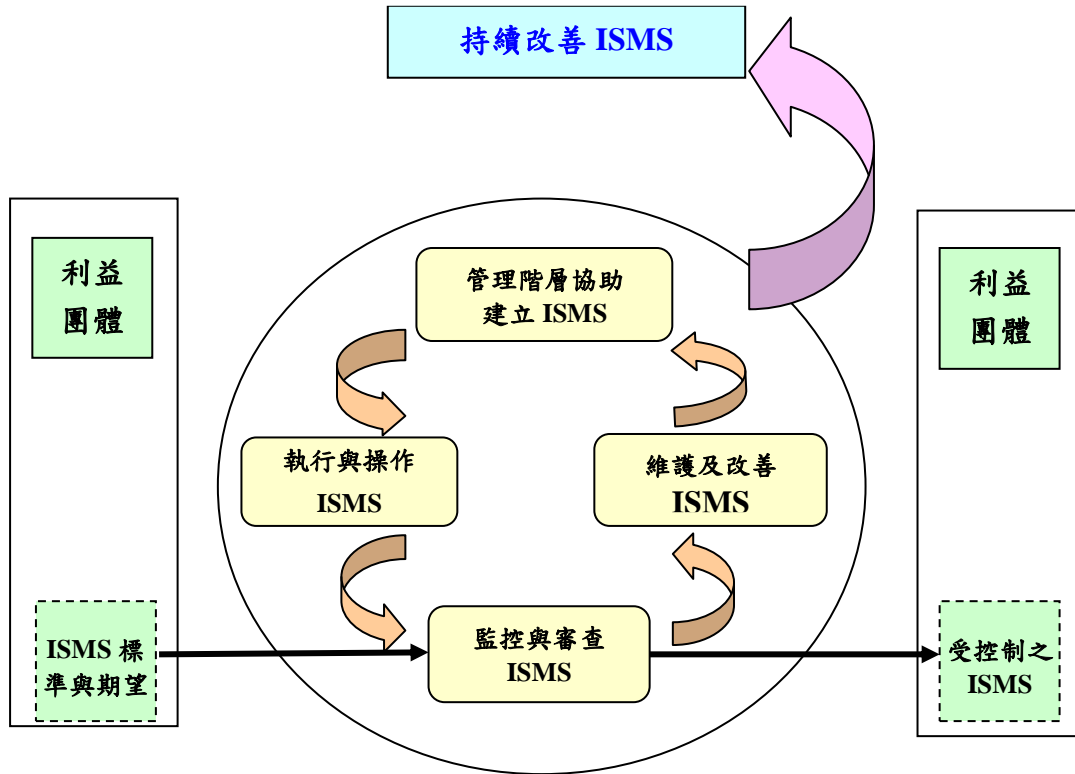 持續改善 ISMS
利益
團體
ISMS 標
準與期望
管理階層協助
建立 ISMS
執行與操作
ISMS
維護及改善
ISMS
監控與審查
ISMS
利益
團體
受控制之
ISMS